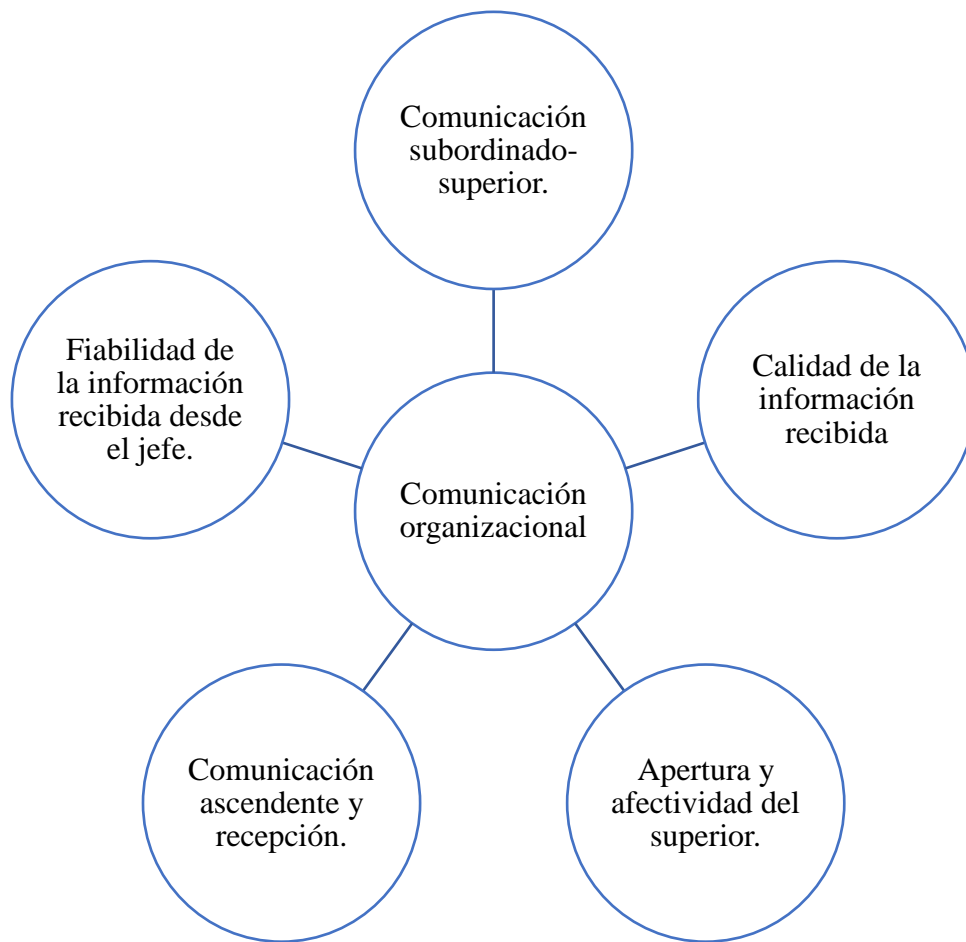 Comunicación
subordinado-
superior.
Fiabilidad de
la información
recibida desde
el jefe.
Calidad de la
información
recibida
Comunicación
organizacional
Comunicación
ascendente y
recepción.
Apertura y
afectividad del
superior.